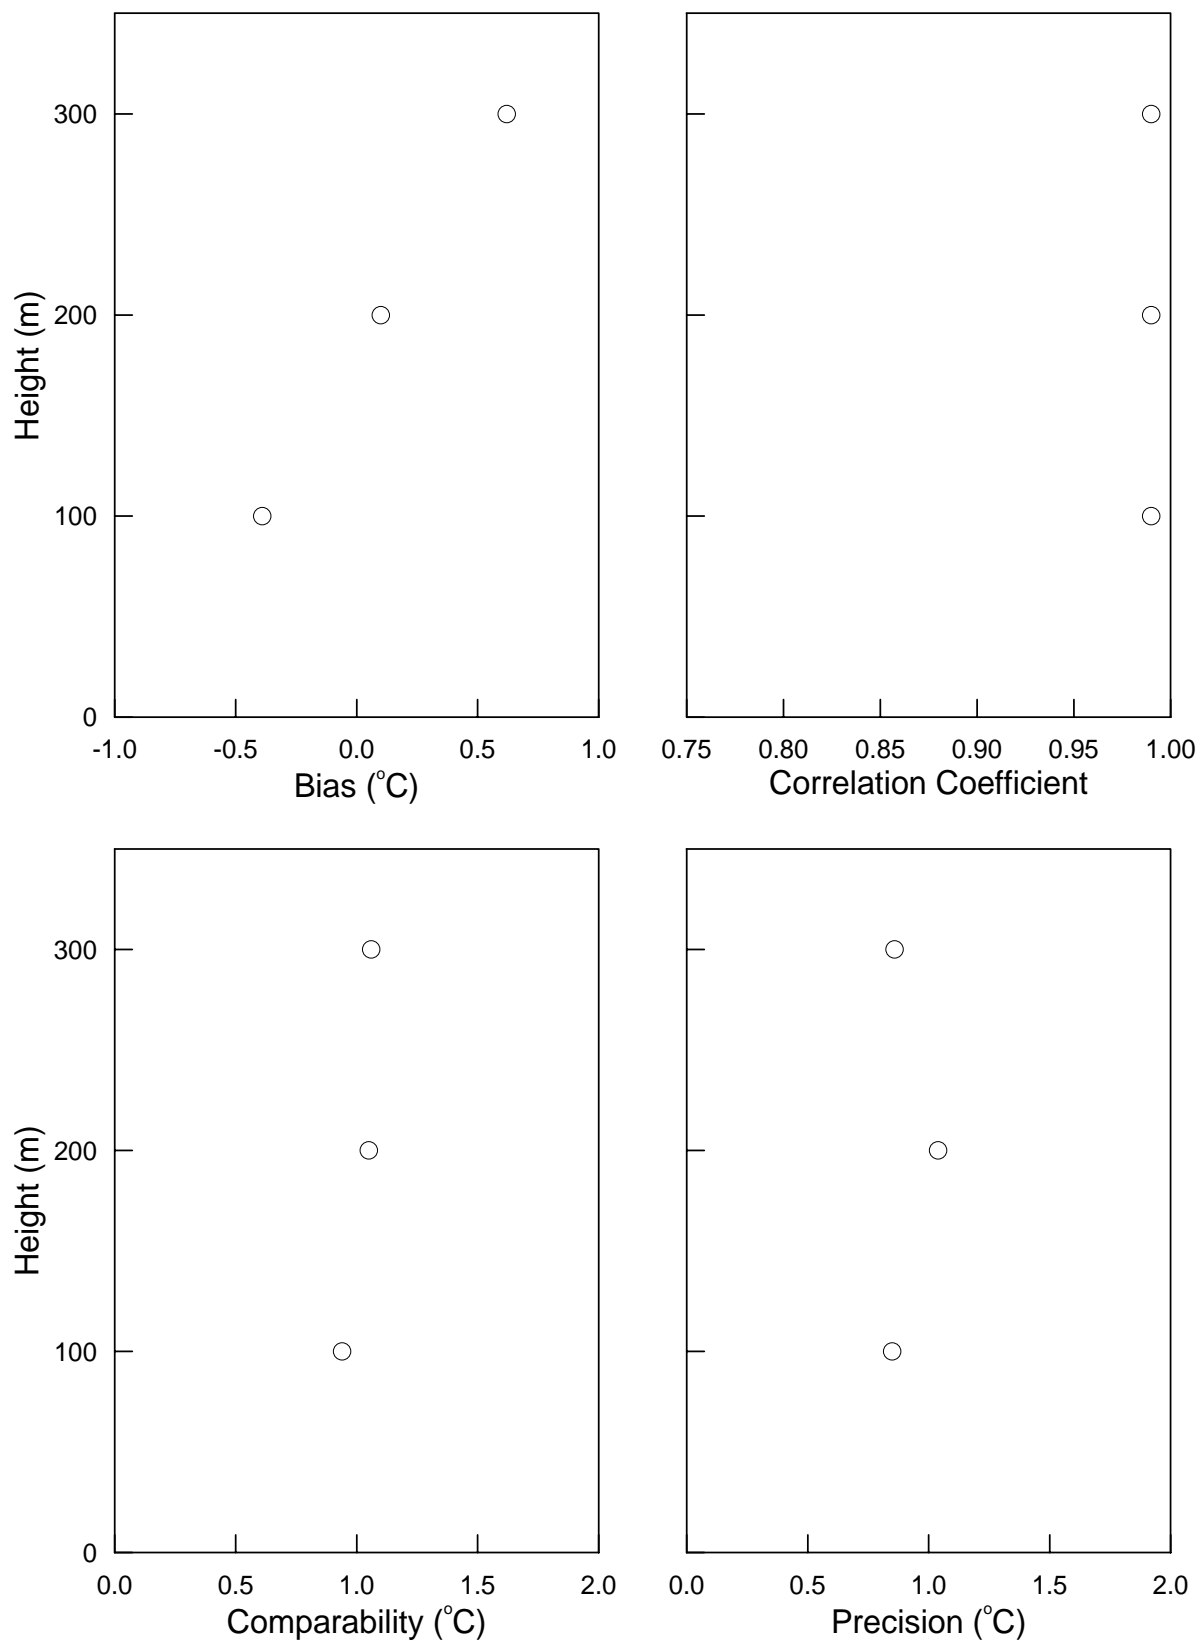 300
200
100
0
Height (m)
-1.0 -0.5 0.0 0.5 1.0
Bias (°C)
0.75 0.80 0.85 0.90 0.95 1.00
Correlation Coefficient
300
200
100
0
Height (m)
0.0 0.5 1.0 1.5 2.0
Comparability (°C)
0.0 0.5 1.0 1.5 2.0
Precision (°C)